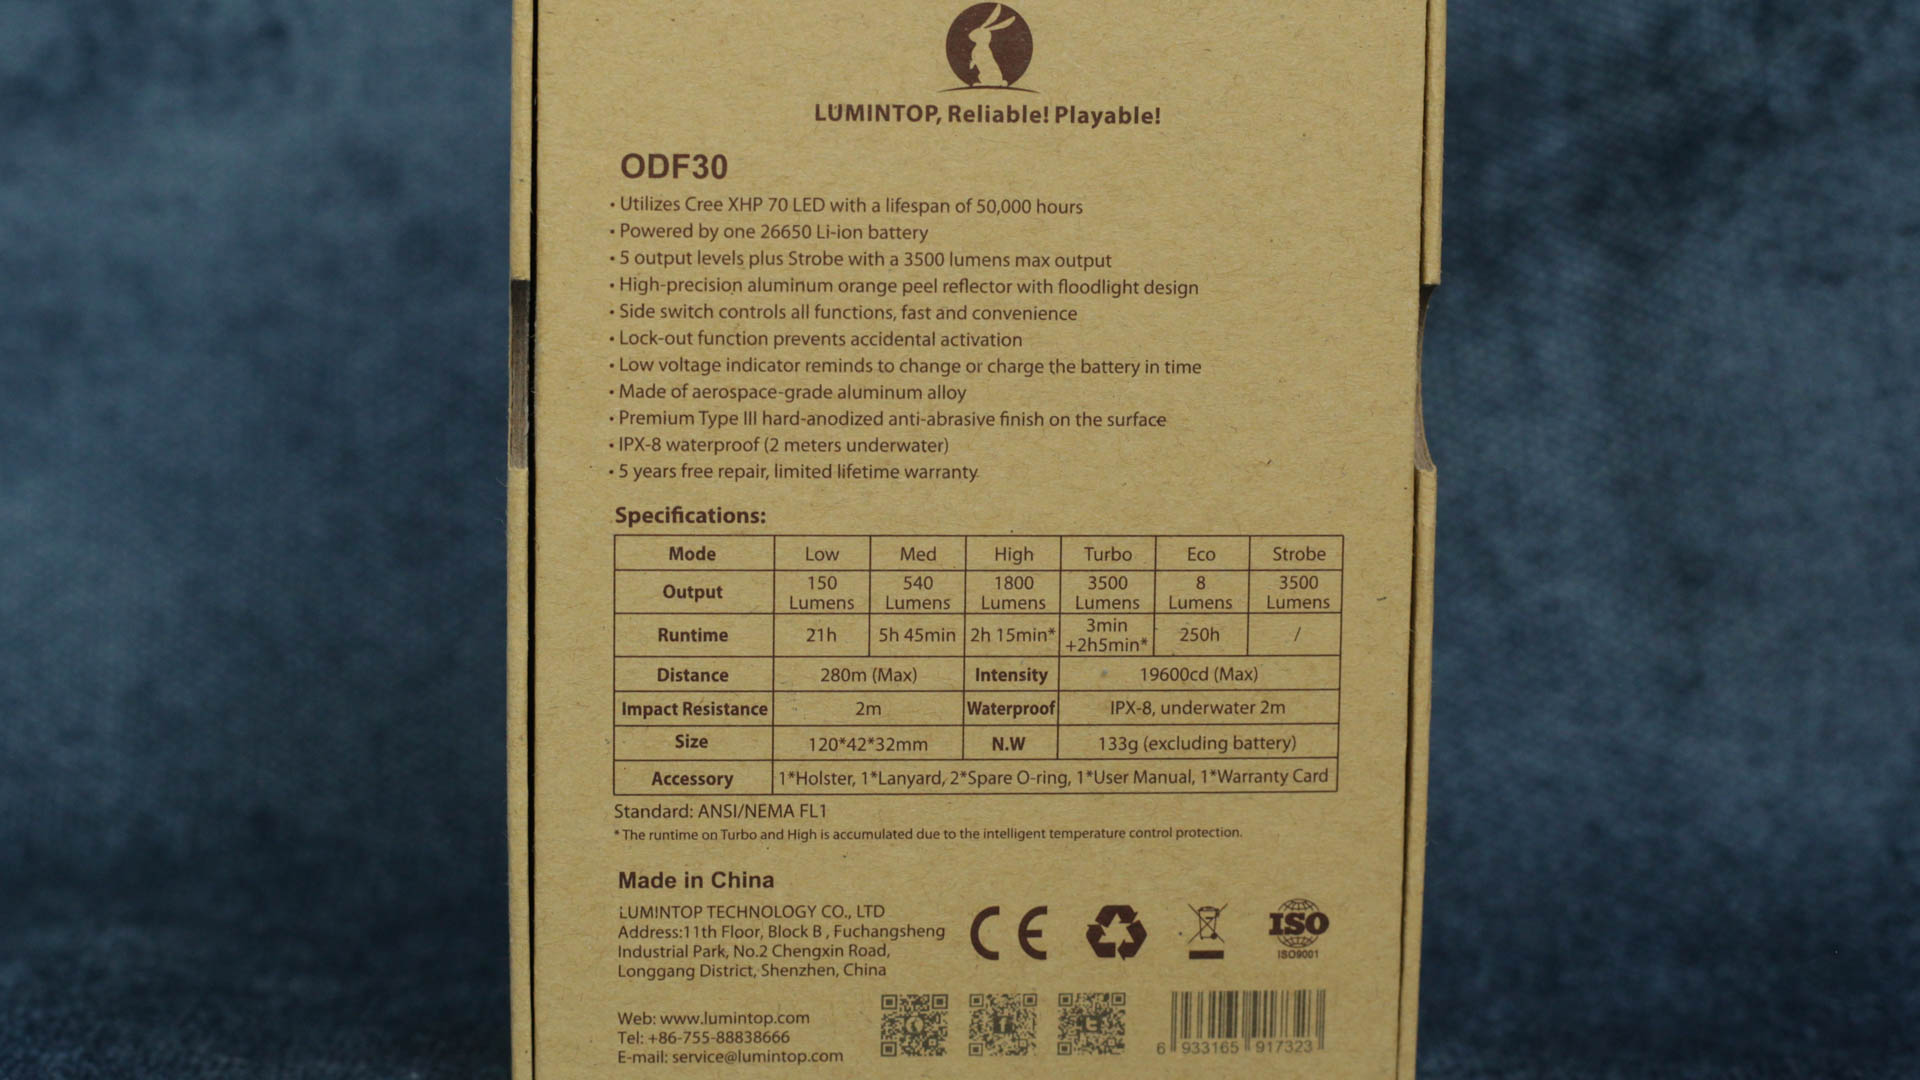 LUMINTOP, Reliable! Playable!
ODF30
• Utilizes Cree XHP 70 LED with a lifespan of 50,000 hours
• Powered by one 26650 Li-ion battery
• 5 output levels plus Strobe with a 3500 lumens max output
• High-precision aluminum orange peel reflector with floodlight design
• Side switch controls all functions, fast and convenience
• Lock-out function prevents accidental activation
• Low voltage indicator reminds to change or charge the battery in time
• Made of aerospace-grade aluminum alloy
• Premium Type III hard-anodized anti-abrasive finish on the surface
• IPX-8 waterproof (2 meters underwater)
• 5 years free repair, limited lifetime warranty
Specifications:
Mode Low Med High Turbo Eco Strobe
Output 150 Lumens 540 Lumens 1800 Lumens 3500 Lumens 8 Lumens 3500 Lumens
Runtime 21h 5h 45min 2h 15min* 3min +2h5min* 250h /
Distance 280m (Max) Intensity 19600cd (Max)
Impact Resistance 2m Waterproof IPX-8, underwater 2m
Size 120*42*32mm N.W 133g (excluding battery)
Accessory 1*Holster, 1*Lanyard, 2*Spare O-ring, 1*User Manual, 1*Warranty Card
Standard: ANSI/NEMA FL1
* The runtime on Turbo and High is accumulated due to the intelligent temperature control protection.
Made in China
LUMINTOP TECHNOLOGY CO., LTD
Address:11th Floor, Block B , Fuchangsheng
Industrial Park, No.2 Chengxin Road,
Longgang District, Shenzhen, China
CE
ISO
ISO9001
Web: www.lumintop.com
Tel: +86-755-88838666
E-mail: service@lumintop.com
6 933165 917323